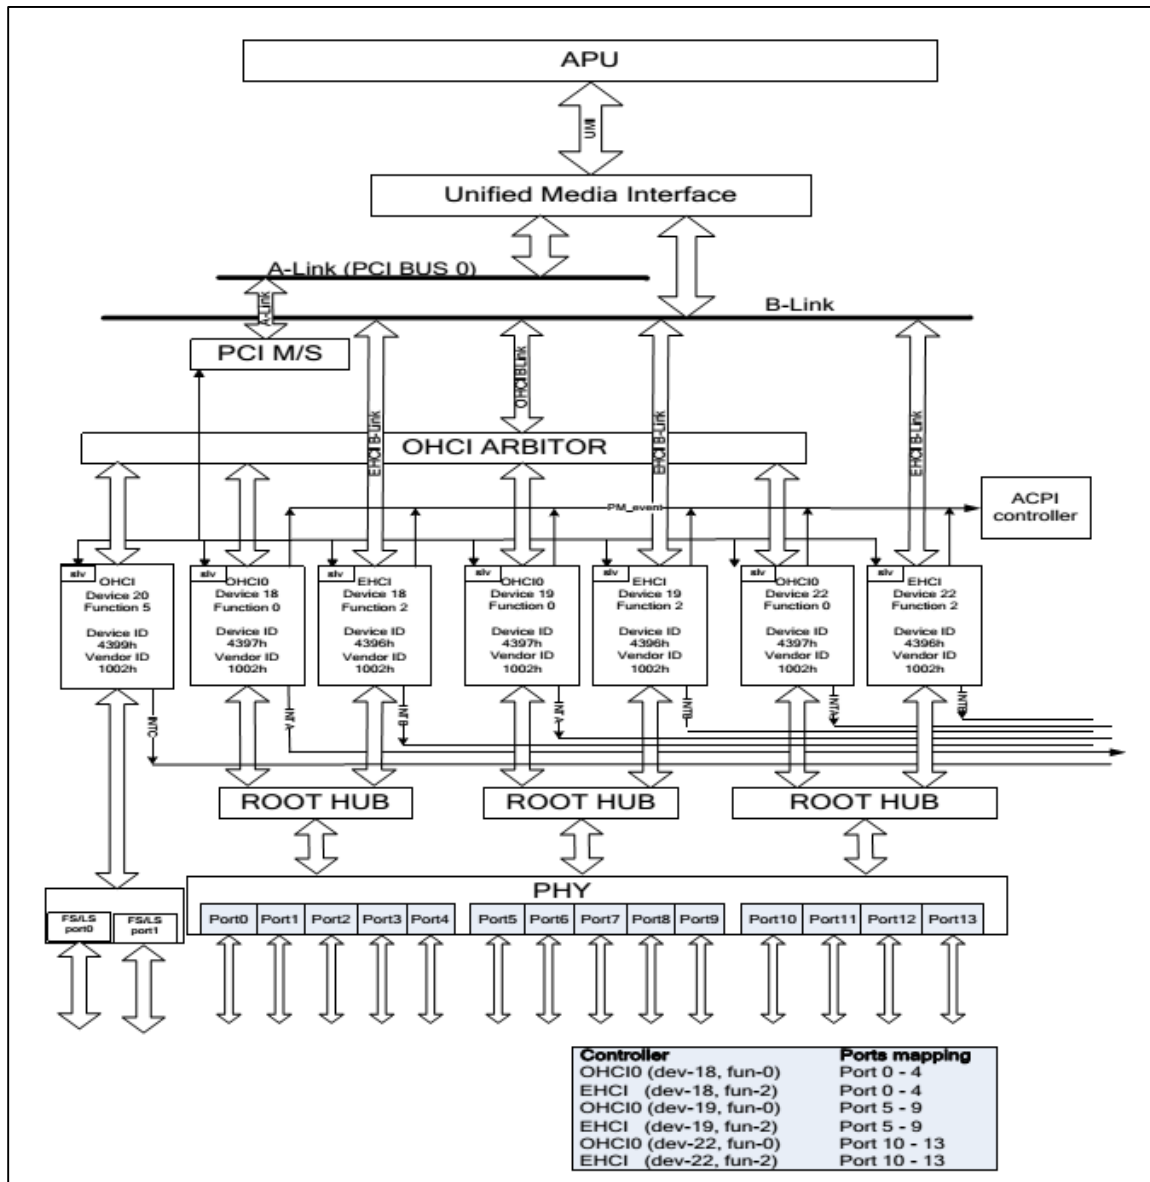 APU
UMI
Unified Media Interface
A-Link (PCI BUS 0)
B-Link
A-Link
PCI M/S
EHCI B-Link
OHCI B-Link
EHCI B-Link
EHCI B-Link
OHCI ARBITOR
PM_event
ACPI
controller
slv
OHCI
Device 20
Function 5
Device ID
4399h
Vendor ID
1002h
slv
OHCI0
Device 18
Function 0
Device ID
4397h
Vendor ID
1002h
slv
EHCI
Device 18
Function 2
Device ID
4396h
Vendor ID
1002h
slv
OHCI0
Device 19
Function 0
Device ID
4397h
Vendor ID
1002h
slv
EHCI
Device 19
Function 2
Device ID
4396h
Vendor ID
1002h
slv
OHCI0
Device 22
Function 0
Device ID
4397h
Vendor ID
1002h
slv
EHCI
Device 22
Function 2
Device ID
4396h
Vendor ID
1002h
INTC
INTA
INTB
INTA
INTB
INTA
INTB
ROOT HUB
ROOT HUB
ROOT HUB
FS/LS
port0
FS/LS
port1
PHY
Port0 Port1 Port2 Port3 Port4 Port5 Port6 Port7 Port8 Port9 Port10 Port11 Port12 Port13
Controller Ports mapping
OHCI0 (dev-18, fun-0) Port 0 - 4
EHCI (dev-18, fun-2) Port 0 - 4
OHCI0 (dev-19, fun-0) Port 5 - 9
EHCI (dev-19, fun-2) Port 5 - 9
OHCI0 (dev-22, fun-0) Port 10 - 13
EHCI (dev-22, fun-2) Port 10 - 13